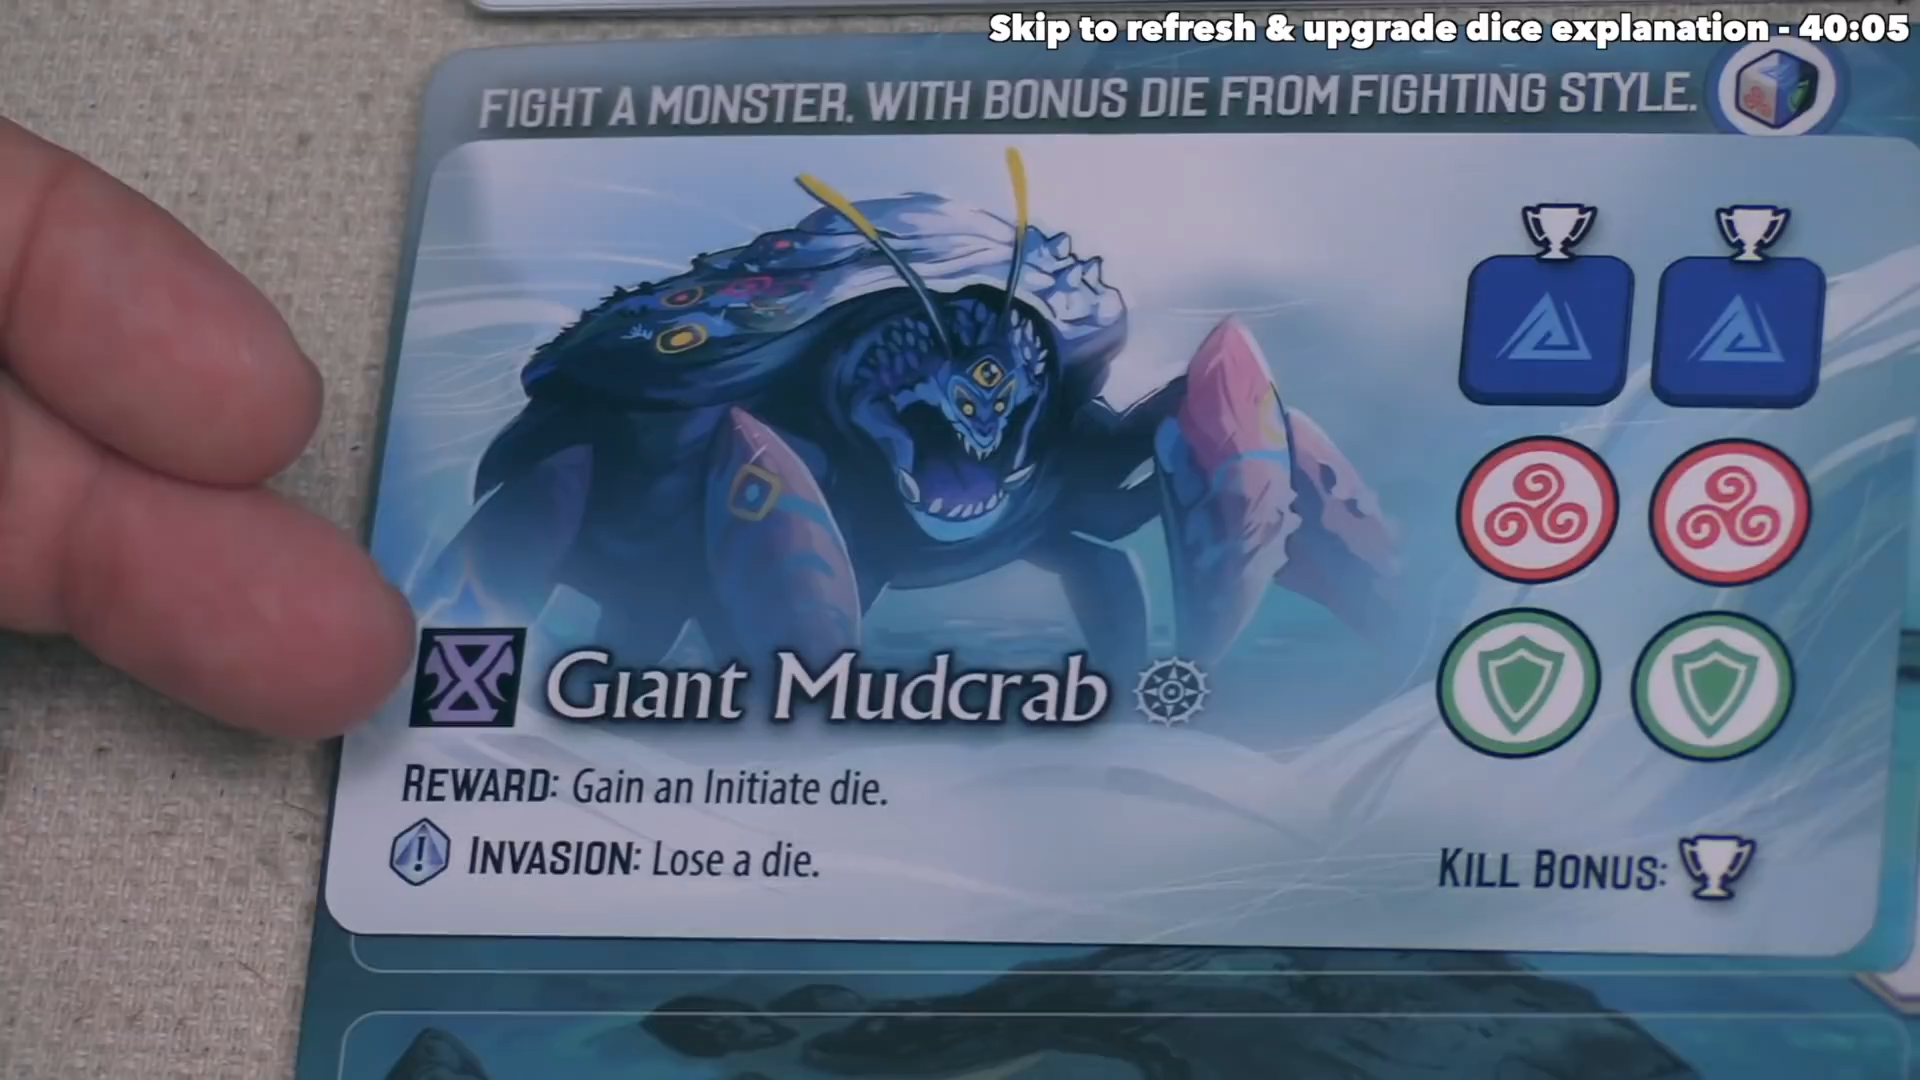 Skip to refresh & upgrade dice explanation - 40:05
FIGHT A MONSTER. WITH BONUS DIE FROM FIGHTING STYLE.
Giant Mudcrab
REWARD: Gain an Initiate die.
INVASION: Lose a die.
KILL BONUS: